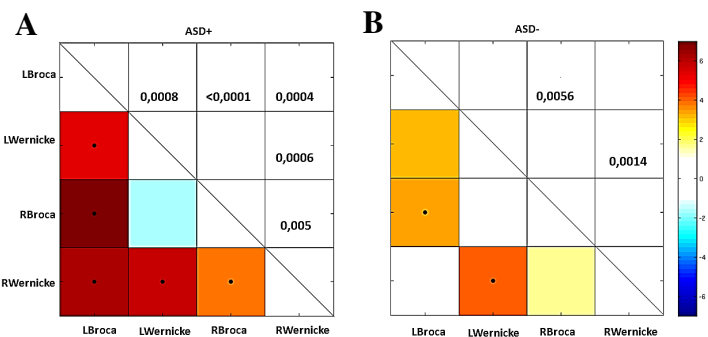 A
ASD+
LBroca
0,0008
<0,0001
0,0004
LWernicke
0,0006
RBroca
0,005
RWernicke
LBroca
LWernicke
RBroca
RWernicke
B
ASD-
0,0056
0,0014
LBroca
LWernicke
RBroca
RWernicke
6
4
2
0
-2
-4
-6